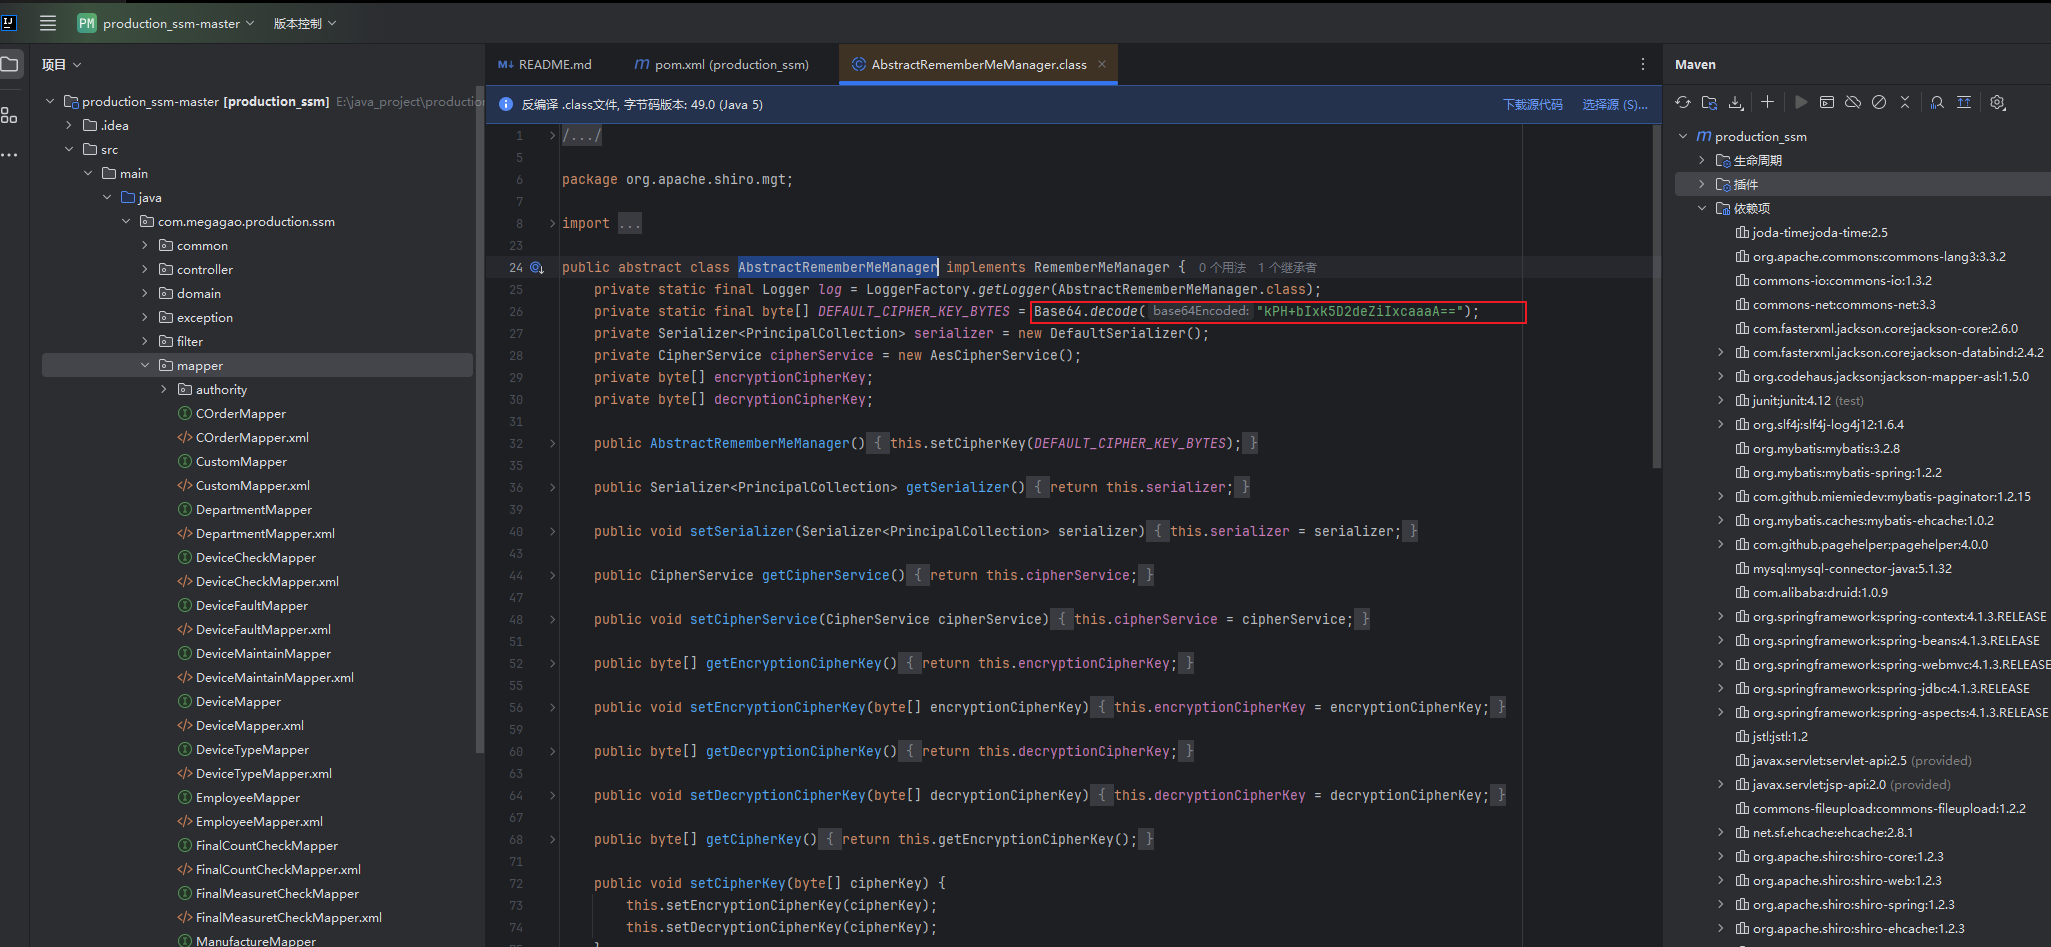 PM production_ssm-master 版本控制
项目
production_ssm-master [production_ssm] E:\java_project\productio
.idea
src
main
java
com.megagao.production.ssm
common
controller
domain
exception
filter
mapper
authority
COrderMapper
COrderMapper.xml
CustomMapper
CustomMapper.xml
DepartmentMapper
DepartmentMapper.xml
DeviceCheckMapper
DeviceCheckMapper.xml
DeviceFaultMapper
DeviceFaultMapper.xml
DeviceMaintainMapper
DeviceMaintainMapper.xml
DeviceMapper
DeviceMapper.xml
DeviceTypeMapper
DeviceTypeMapper.xml
EmployeeMapper
EmployeeMapper.xml
FinalCountCheckMapper
FinalCountCheckMapper.xml
FinalMeasuretCheckMapper
FinalMeasuretCheckMapper.xml
ManufactureMapper
README.md pom.xml (production_ssm) AbstractRememberMeManager.class
反编译 .class文件, 字节码版本: 49.0 (Java 5) 下载源代码 选择源 (S)...
1 /.../
5
6 package org.apache.shiro.mgt;
7
8 import ...
23
24 public abstract class AbstractRememberMeManager implements RememberMeManager { 0 个用法 1 个继承者
25 private static final Logger log = LoggerFactory.getLogger(AbstractRememberMeManager.class);
26 private static final byte[] DEFAULT_CIPHER_KEY_BYTES = Base64.decode( base64Encoded: "kPH+bIxk5D2deZiIxcaaaA==");
27 private Serializer<PrincipalCollection> serializer = new DefaultSerializer();
28 private CipherService cipherService = new AesCipherService();
29 private byte[] encryptionCipherKey;
30 private byte[] decryptionCipherKey;
31
32 public AbstractRememberMeManager() { this.setCipherKey(DEFAULT_CIPHER_KEY_BYTES); }
35
36 public Serializer<PrincipalCollection> getSerializer() { return this.serializer; }
39
40 public void setSerializer(Serializer<PrincipalCollection> serializer) { this.serializer = serializer; }
43
44 public CipherService getCipherService() { return this.cipherService; }
47
48 public void setCipherService(CipherService cipherService) { this.cipherService = cipherService; }
51
52 public byte[] getEncryptionCipherKey() { return this.encryptionCipherKey; }
55
56 public void setEncryptionCipherKey(byte[] encryptionCipherKey) { this.encryptionCipherKey = encryptionCipherKey; }
59
60 public byte[] getDecryptionCipherKey() { return this.decryptionCipherKey; }
63
64 public void setDecryptionCipherKey(byte[] decryptionCipherKey) { this.decryptionCipherKey = decryptionCipherKey; }
67
68 public byte[] getCipherKey() { return this.getEncryptionCipherKey(); }
71
72 public void setCipherKey(byte[] cipherKey) {
73 this.setEncryptionCipherKey(cipherKey);
74 this.setDecryptionCipherKey(cipherKey);
Maven
production_ssm
生命周期
插件
依赖项
joda-time:joda-time:2.5
org.apache.commons:commons-lang3:3.3.2
commons-io:commons-io:1.3.2
commons-net:commons-net:3.3
com.fasterxml.jackson.core:jackson-core:2.6.0
com.fasterxml.jackson.core:jackson-databind:2.4.2
org.codehaus.jackson:jackson-mapper-asl:1.5.0
junit:junit:4.12 (test)
org.slf4j:slf4j-log4j12:1.6.4
org.mybatis:mybatis:3.2.8
org.mybatis:mybatis-spring:1.2.2
com.github.miemiedev:mybatis-paginator:1.2.15
org.mybatis.caches:mybatis-ehcache:1.0.2
com.github.pagehelper:pagehelper:4.0.0
mysql:mysql-connector-java:5.1.32
com.alibaba:druid:1.0.9
org.springframework:spring-context:4.1.3.RELEASE
org.springframework:spring-beans:4.1.3.RELEASE
org.springframework:spring-webmvc:4.1.3.RELEASE
org.springframework:spring-jdbc:4.1.3.RELEASE
org.springframework:spring-aspects:4.1.3.RELEASE
jstl:jstl:1.2
javax.servlet:servlet-api:2.5 (provided)
javax.servlet:jsp-api:2.0 (provided)
commons-fileupload:commons-fileupload:1.2.2
net.sf.ehcache:ehcache:2.8.1
org.apache.shiro:shiro-core:1.2.3
org.apache.shiro:shiro-web:1.2.3
org.apache.shiro:shiro-spring:1.2.3
org.apache.shiro:shiro-ehcache:1.2.3